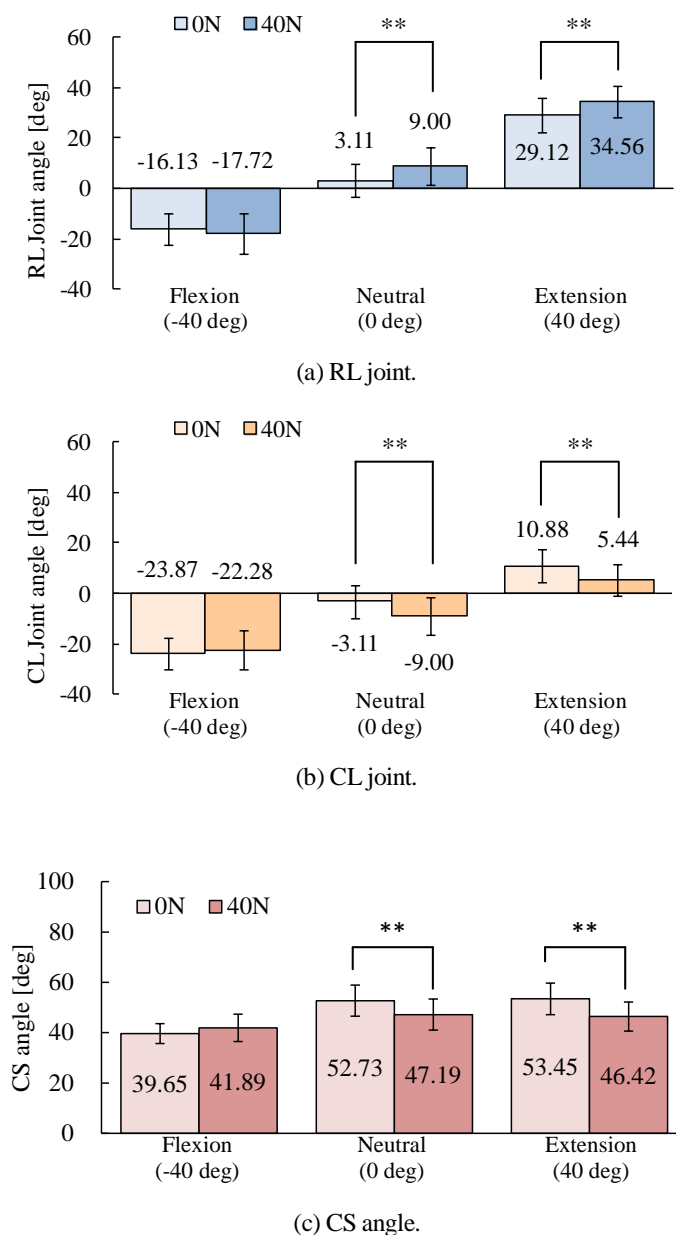 0N 40N
** **
60
40
20
0
-20
-40
RL Joint angle [deg]
-16.13 -17.72 3.11 9.00 29.12 34.56
Flexion Neutral Extension
(-40 deg) (0 deg) (40 deg)
(a) RL joint.
0N 40N
** **
60
40
20
0
-20
-40
CL Joint angle [deg]
-23.87 -22.28 -3.11 -9.00 10.88 5.44
Flexion Neutral Extension
(-40 deg) (0 deg) (40 deg)
(b) CL joint.
0N 40N
** **
100
80
60
40
20
0
CS angle [deg]
39.65 41.89 52.73 47.19 53.45 46.42
Flexion Neutral Extension
(-40 deg) (0 deg) (40 deg)
(c) CS angle.